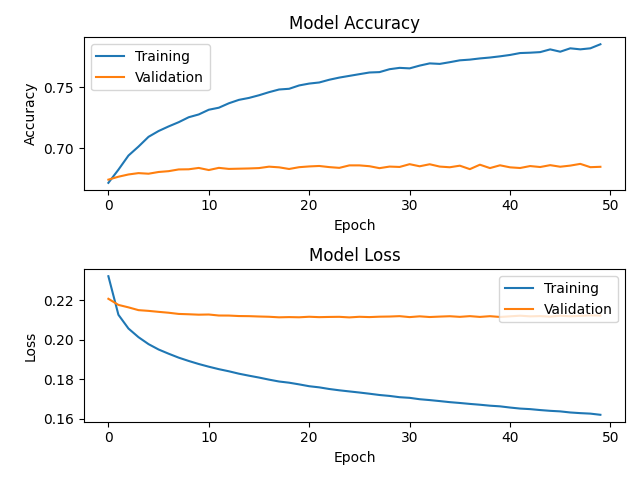 Model Accuracy
Training
Validation
0.75
0.70
Accuracy
0 10 20 30 40 50
Epoch
Model Loss
Training
Validation
0.22
0.20
0.18
0.16
Loss
0 10 20 30 40 50
Epoch